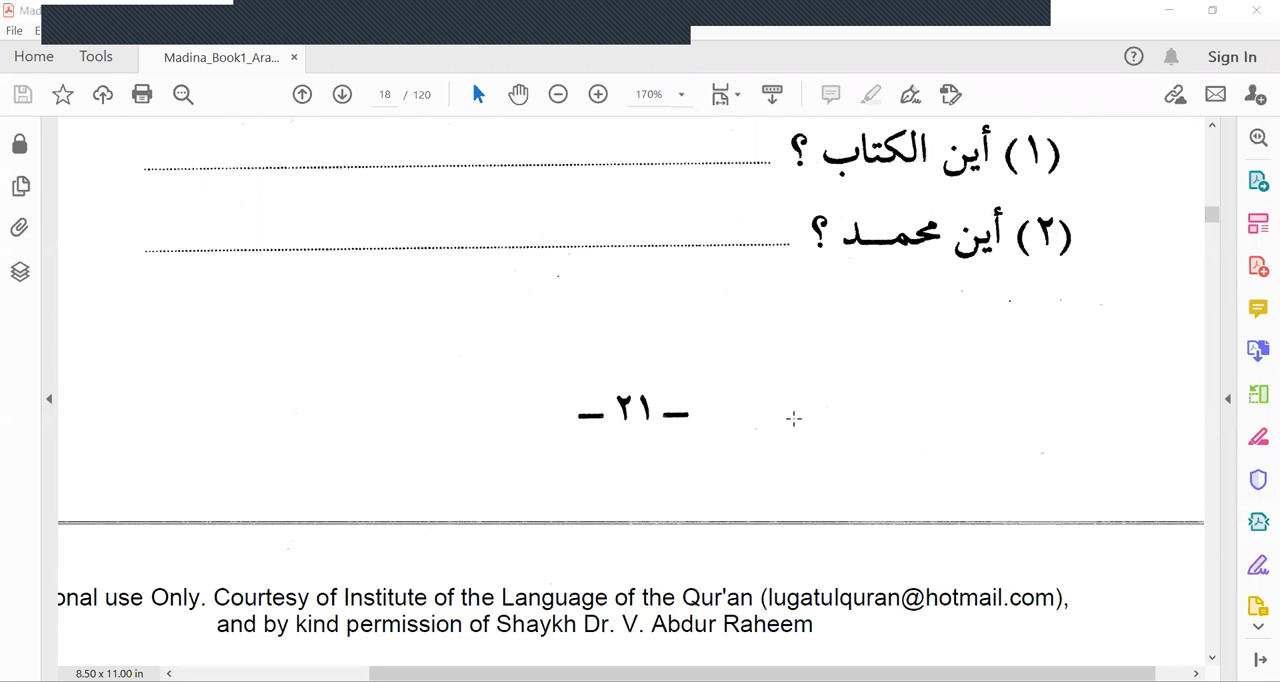 Mad
File E
Home Tools Madina_Book1_Ara... × Sign In
18 / 120 170%
(١) أين الكتاب ؟
(٢) أين محمـــد ؟
– ٢١ –
onal use Only. Courtesy of Institute of the Language of the Qur'an (lugatulquran@hotmail.com),
and by kind permission of Shaykh Dr. V. Abdur Raheem
8.50 x 11.00 in